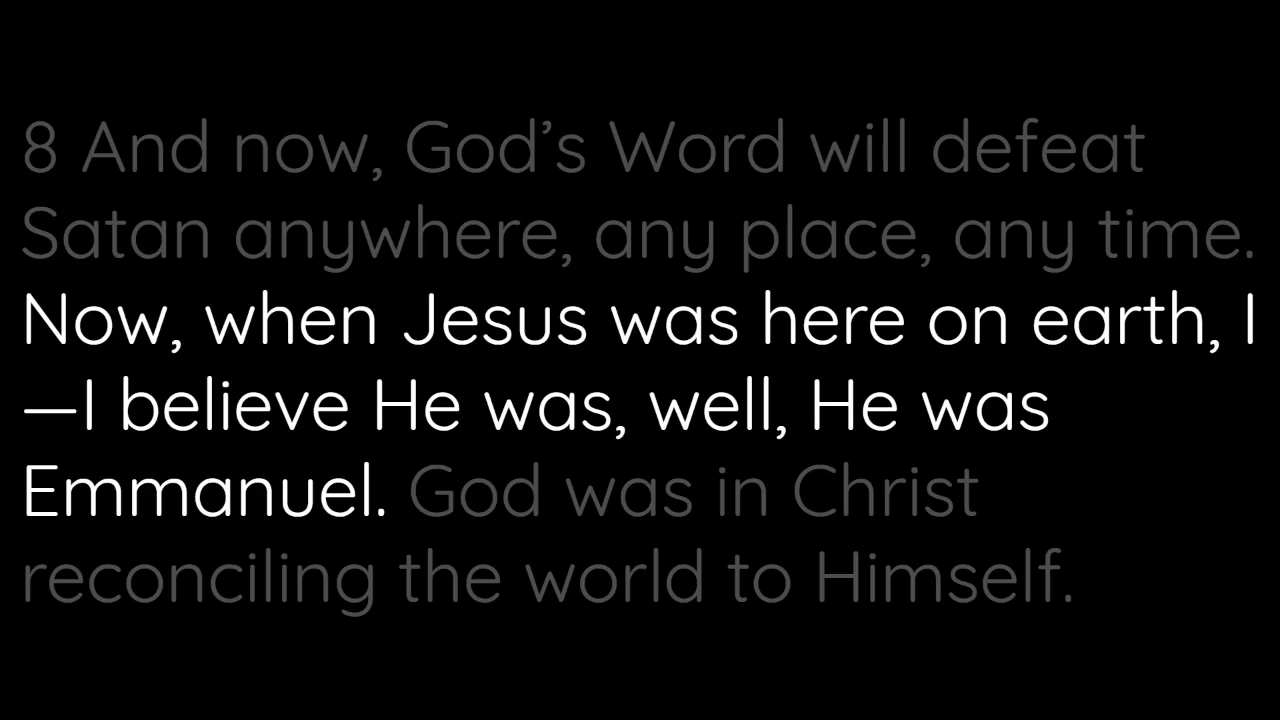 8 And now, God’s Word will defeat
Satan anywhere, any place, any time.
Now, when Jesus was here on earth, I
—I believe He was, well, He was
Emmanuel. God was in Christ
reconciling the world to Himself.